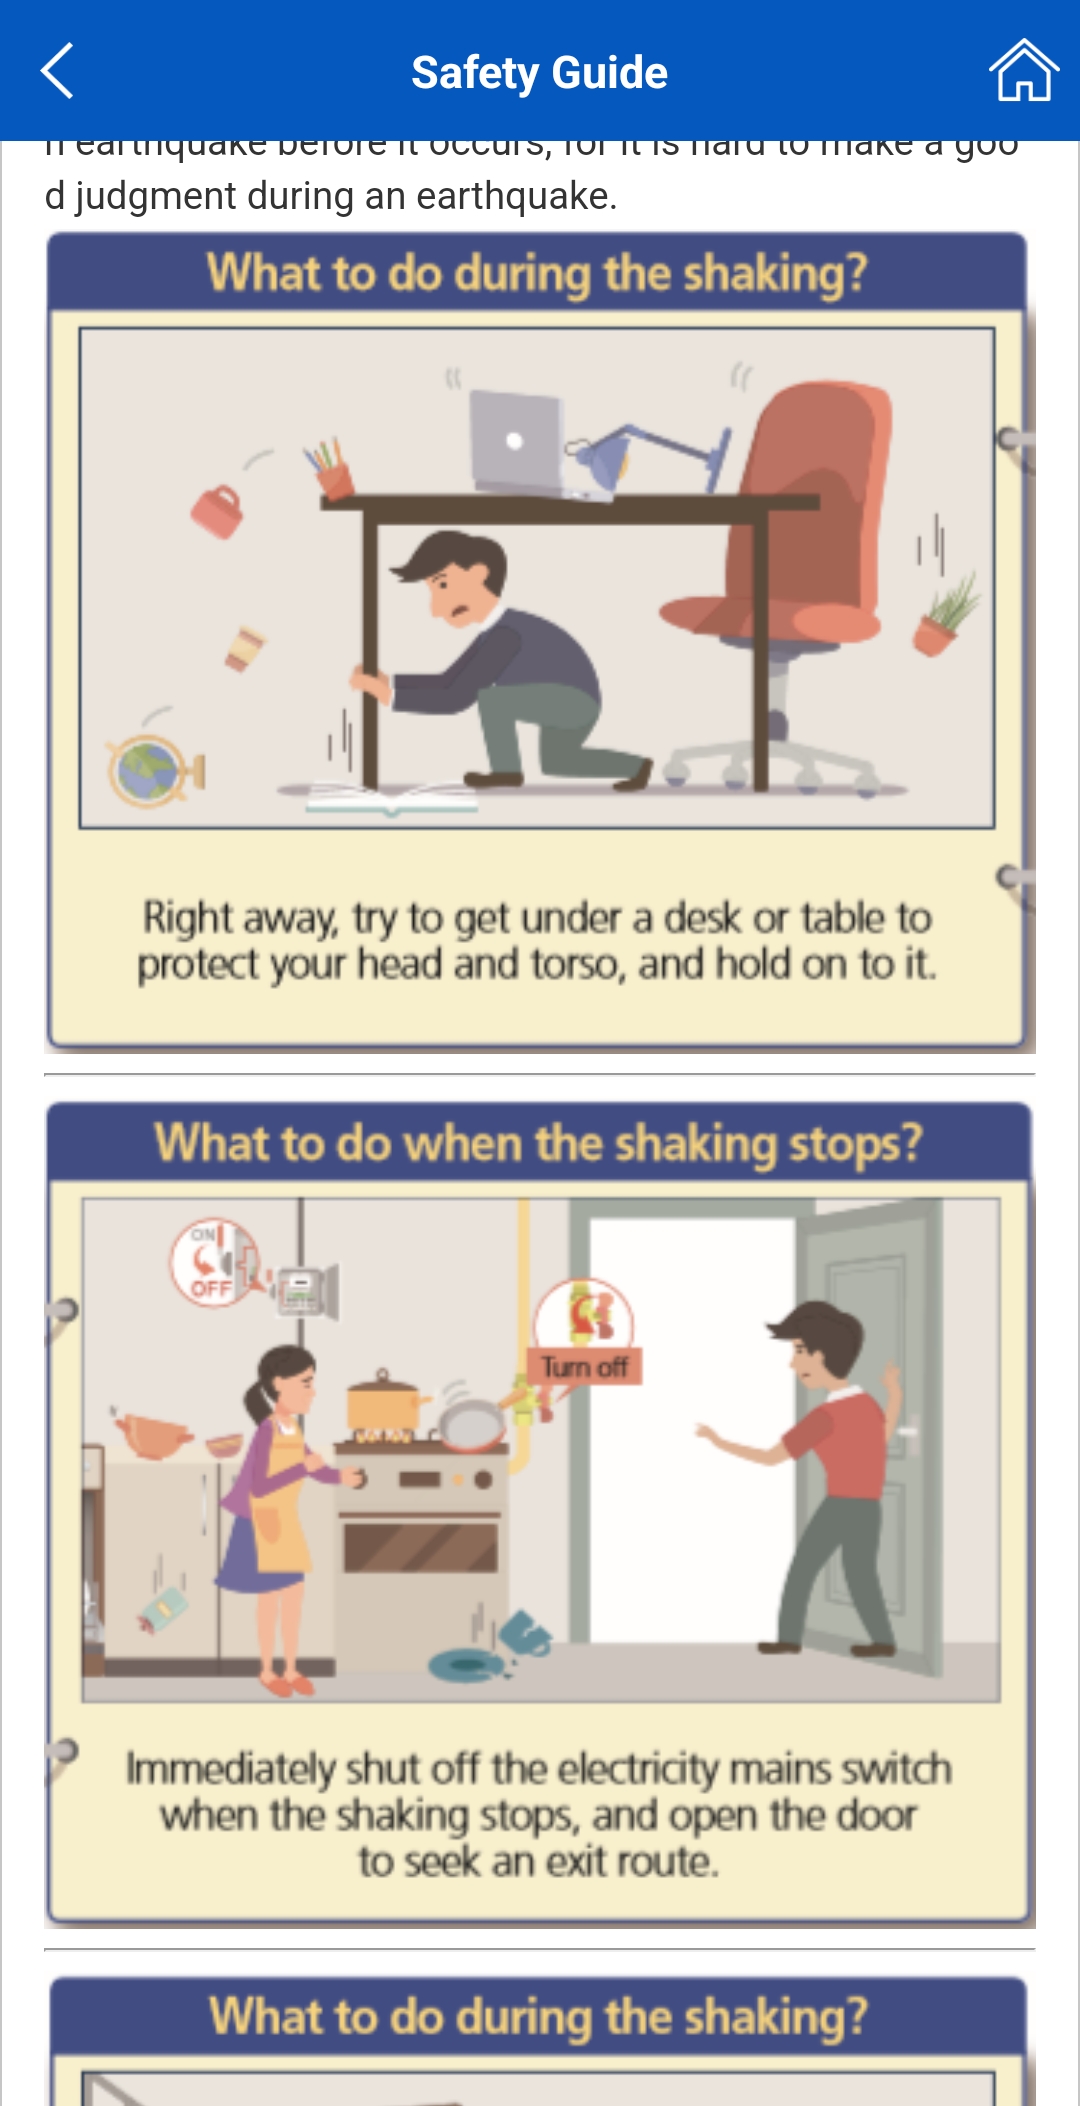 Safety Guide
n earthquake before it occurs, for it is hard to make a goo
d judgment during an earthquake.
What to do during the shaking?
Right away, try to get under a desk or table to
protect your head and torso, and hold on to it.
What to do when the shaking stops?
ON
OFF
Turn off
Immediately shut off the electricity mains switch
when the shaking stops, and open the door
to seek an exit route.
What to do during the shaking?